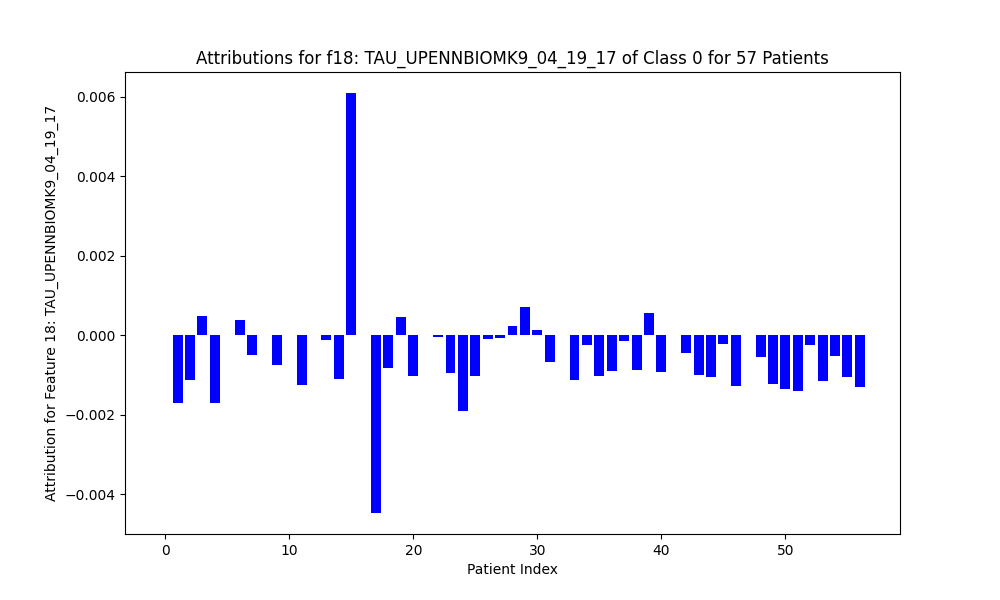 Attributions for f18: TAU_UPENNBIOMK9_04_19_17 of Class 0 for 57 Patients
Attribution for Feature 18: TAU_UPENNBIOMK9_04_19_17
0.006
0.004
0.002
0.000
−0.002
−0.004
0 10 20 30 40 50
Patient Index